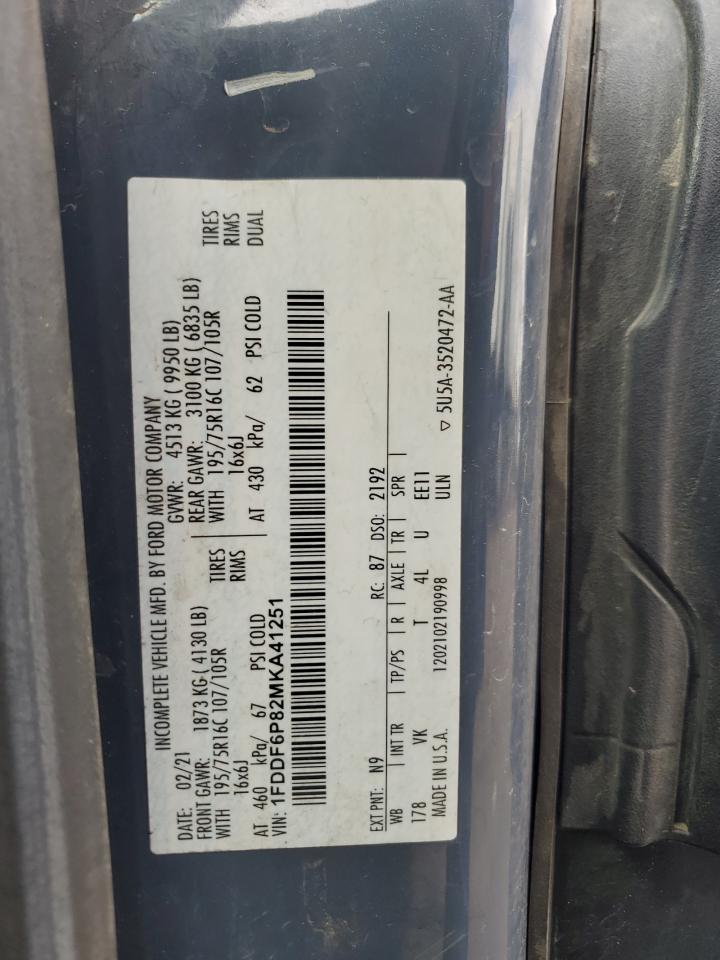 INCOMPLETE VEHICLE MFD. BY FORD MOTOR COMPANY
DATE: 02/21 GVWR: 4513 KG ( 9950 LB)
FRONT GAWR: 1873 KG ( 4130 LB) REAR GAWR: 3100 KG ( 6835 LB)
WITH 195/75R16C 107/105R TIRES WITH 195/75R16C 107/105R TIRES
16x6J RIMS 16x6J RIMS
AT 460 kPa/ 67 PSI COLD AT 430 kPa/ 62 PSI COLD DUAL
VIN: 1FDDF6P82MKA41251
EXT PNT: N9 RC: 87 DSO: 2192
WB | INT TR | TP/PS | R | AXLE | TR | SPR |
178 VK T 4L U EE11
MADE IN U.S.A. 1202102190998 ULN
▽ 5U5A-3520472-AA